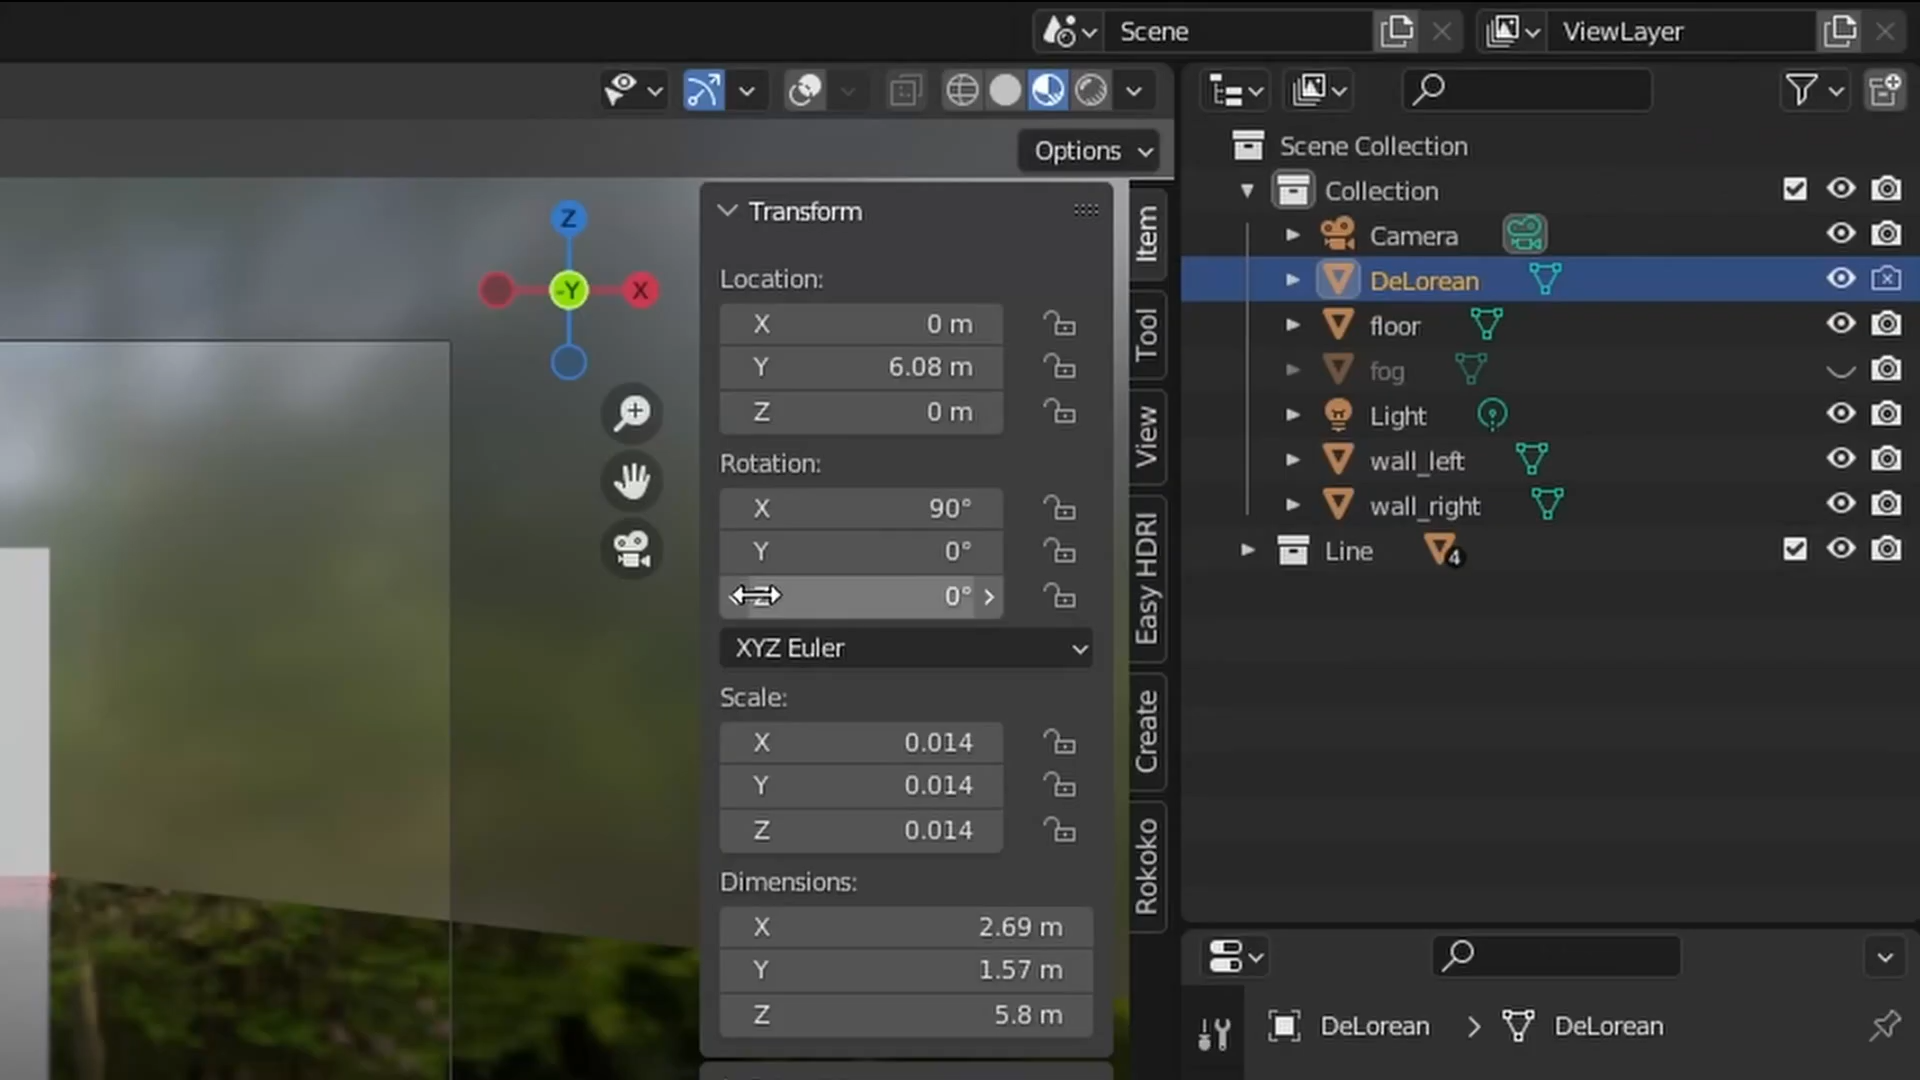 Scene
ViewLayer
Options
Scene Collection
Collection
Camera
DeLorean
floor
fog
Light
wall_left
wall_right
Line
4
Z
-Y
X
Transform
Location:
X 0 m
Y 6.08 m
Z 0 m
Rotation:
X 90°
Y 0°
Z 0°
XYZ Euler
Scale:
X 0.014
Y 0.014
Z 0.014
Dimensions:
X 2.69 m
Y 1.57 m
Z 5.8 m
Item
Tool
View
Easy HDRI
Create
Rokoko
DeLorean
DeLorean